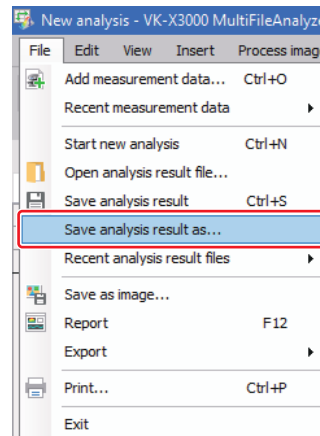 New analysis - VK-X3000 MultiFileAnalyze
File Edit View Insert Process imag
Add measurement data... Ctrl+O
Recent measurement data
Start new analysis Ctrl+N
Open analysis result file...
Save analysis result Ctrl+S
Save analysis result as...
Recent analysis result files
Save as image...
Report F12
Export
Print... Ctrl+P
Exit